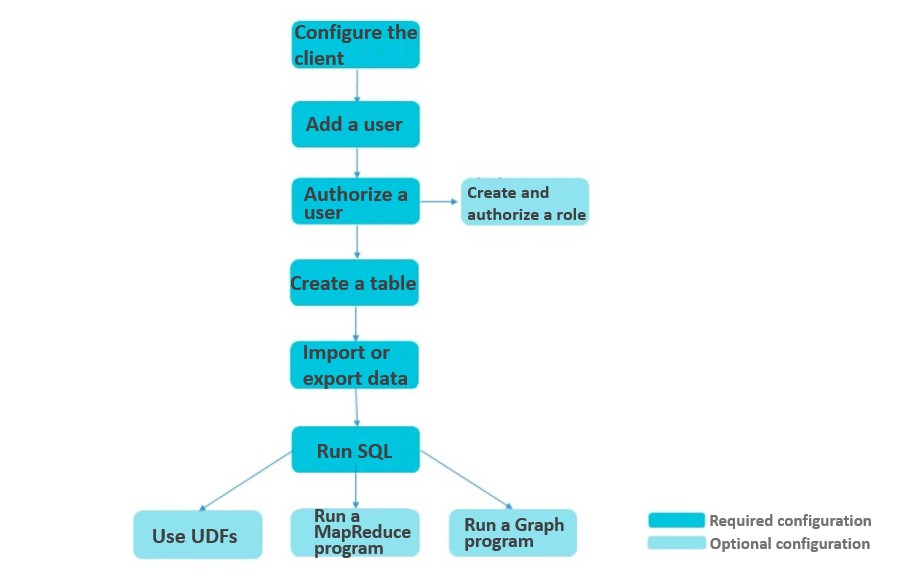 Configure the
client
Add a user
Authorize a
user
Create and
authorize a role
Create a table
Import or
export data
Run SQL
Use UDFs
Run a
MapReduce
program
Run a Graph
program
Required configuration
Optional configuration